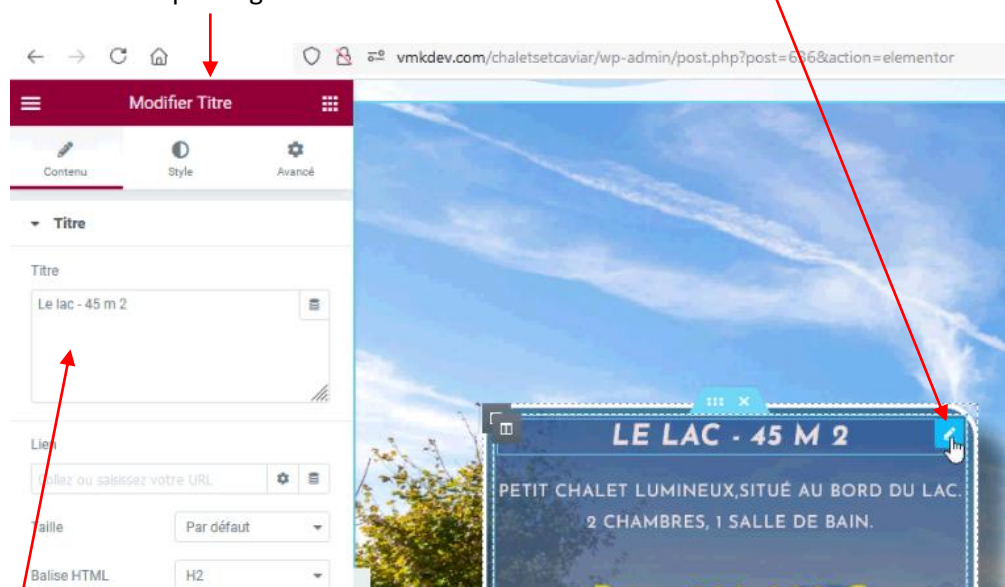 vmkdev.com/chaletsetcaviar/wp-admin/post.php?post=636&action=elementor
Modifier Titre
Contenu
Style
Avancé
Titre
Titre
Le lac - 45 m 2
Lien
Collez ou saisissez votre URL
Taille
Par défaut
Balise HTML
H2
LE LAC - 45 M 2
PETIT CHALET LUMINEUX,SITUÉ AU BORD DU LAC.
2 CHAMBRES, 1 SALLE DE BAIN.